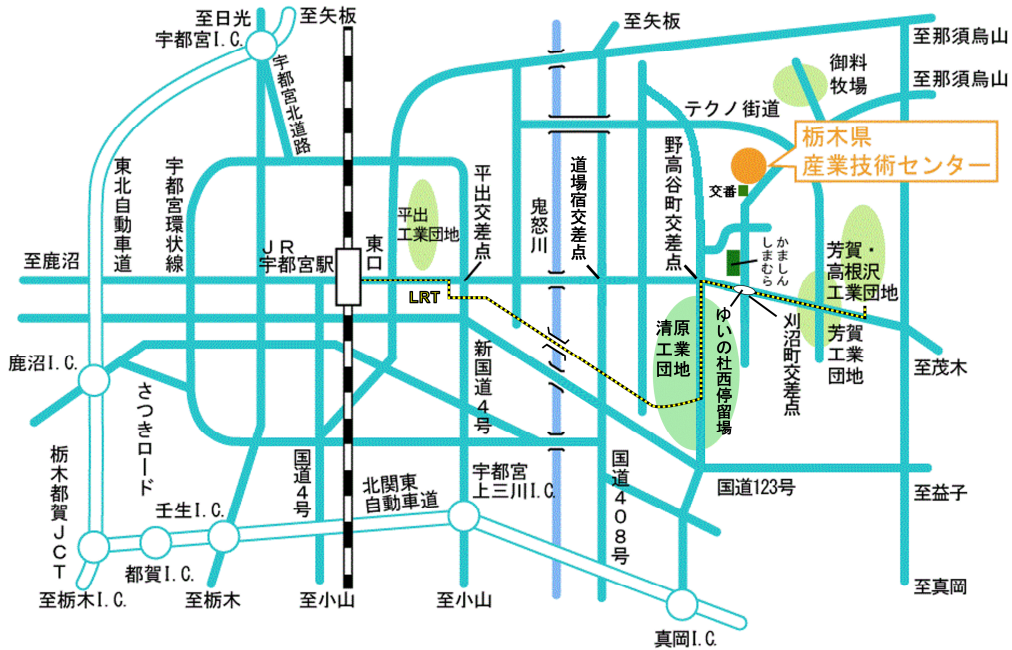 至日光
至矢板
宇都宮I.C.
宇都宮北道路
至矢板
至那須烏山
御料
牧場
至那須烏山
テクノ街道
栃木県
産業技術センター
交番
東北自動車道
宇都宮環状線
平出
工業団地
平出交差点
鬼怒川
道場宿交差点
野高谷町交差点
かましん
しまむら
芳賀・
高根沢
工業団地
至鹿沼
JR
宇都宮駅
東口
LRT
清原
工業
団地
ゆいの杜西停留場
刈沼町交差点
芳賀
工業
団地
至茂木
鹿沼I.C.
さつきロード
新国道4号
栃木都賀JCT
壬生I.C.
国道4号
北関東
自動車道
宇都宮
上三川I.C.
国道408号
国道123号
至益子
都賀I.C.
至栃木I.C.
至栃木
至小山
至小山
至真岡
真岡I.C.